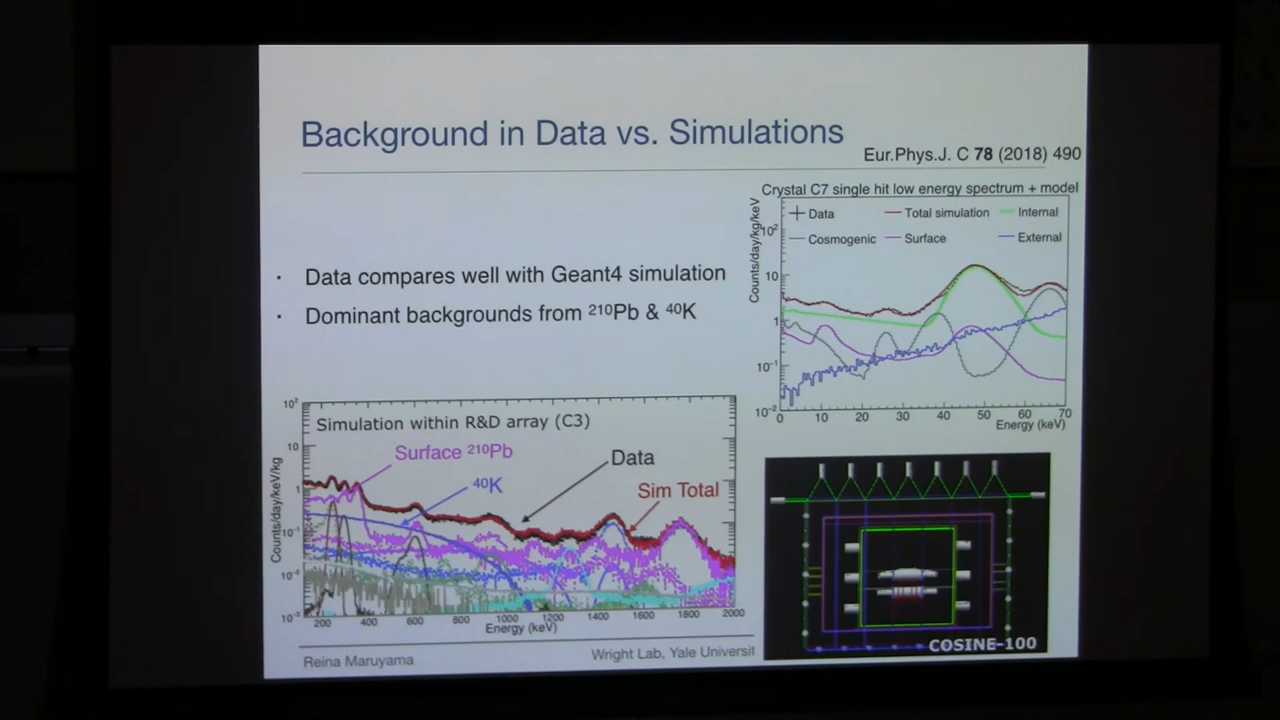 Background in Data vs. Simulations
Eur.Phys.J. C 78 (2018) 490
· Data compares well with Geant4 simulation
· Dominant backgrounds from ²¹⁰Pb & ⁴⁰K
Crystal C7 single hit low energy spectrum + model
Data
Total simulation
Internal
Cosmogenic
Surface
External
Counts/day/kg/keV
10²
10
1
10⁻¹
10⁻²
0 10 20 30 40 50 60 70
Energy (keV)
Simulation within R&D array (C3)
Surface ²¹⁰Pb
⁴⁰K
Data
Sim Total
Counts/day/keV/kg
10²
10
1
10⁻¹
10⁻²
10⁻³
200 400 600 800 1000 1200 1400 1600 1800 2000
Energy (keV)
COSINE-100
Reina Maruyama
Wright Lab, Yale Universit